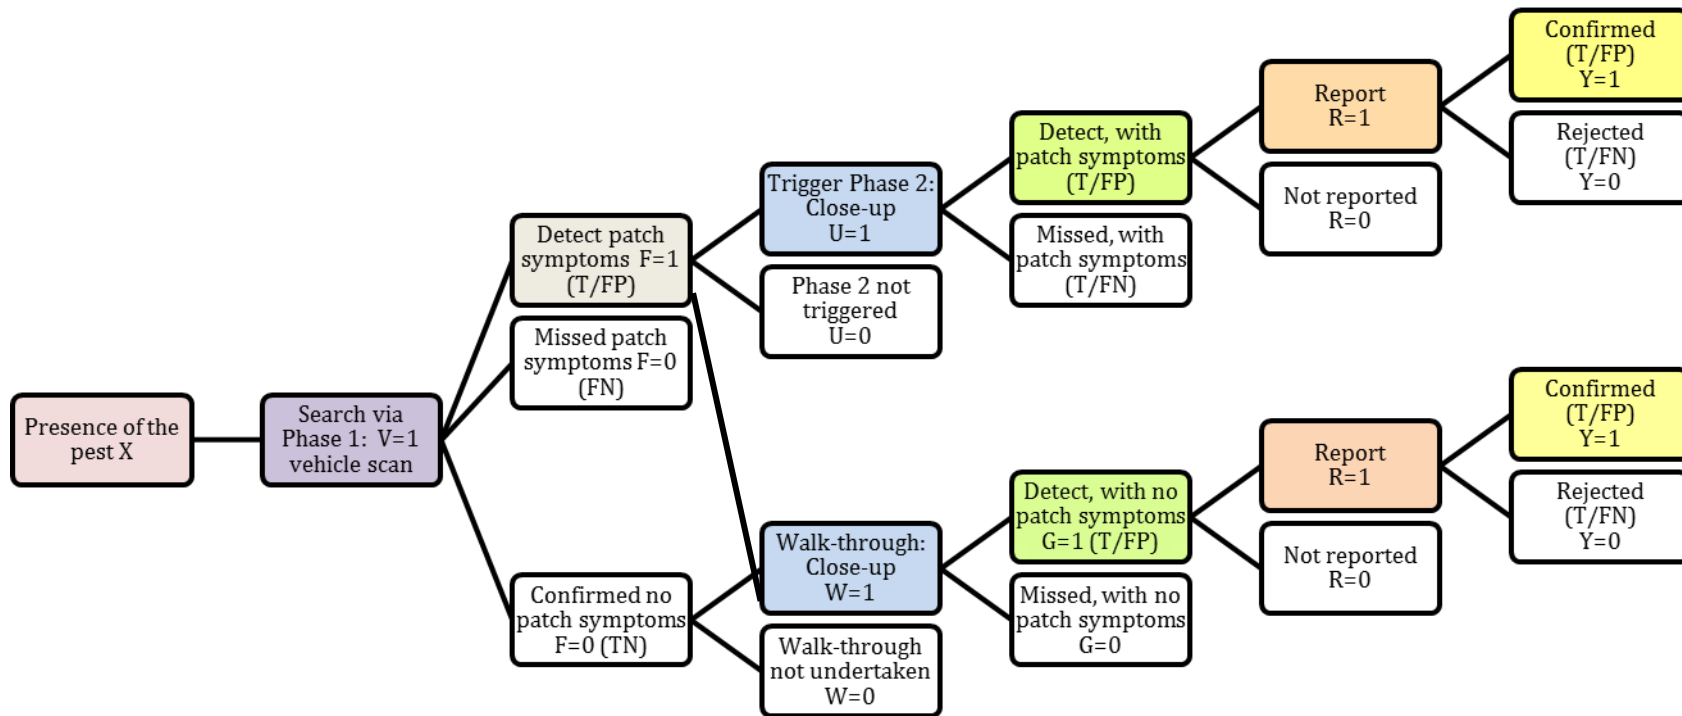 Presence of the
pest X
Search via
Phase 1:  V=1
vehicle scan
Detect patch
symptoms  F=1
(T/FP)
Missed patch
symptoms F=0
(FN)
Confirmed no
patch symptoms
F=0 (TN)
Trigger Phase 2:
Close-up
U=1
Phase 2 not
triggered
U=0
Walk-through:
Close-up
W=1
Walk-through
not undertaken
W=0
Detect, with
patch symptoms
(T/FP)
Missed, with
patch symptoms
(T/FN)
Detect, with no
patch symptoms
G=1 (T/FP)
Missed, with no
patch symptoms
G=0
Report
R=1
Not reported
R=0
Report
R=1
Not reported
R=0
Confirmed
(T/FP)
Y=1
Rejected
(T/FN)
Y=0
Confirmed
(T/FP)
Y=1
Rejected
(T/FN)
Y=0